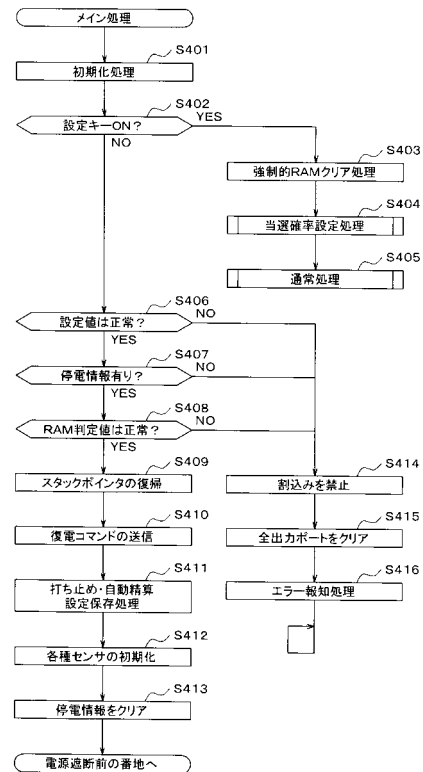 メイン処理
S401
初期化処理
S402
設定キーON?
YES
NO
S403
強制的RAMクリア処理
S404
当選確率設定処理
S405
通常処理
S406
設定値は正常?
NO
YES
S407
停電情報有り?
NO
YES
S408
RAM判定値は正常?
NO
YES
S409
スタックポインタの復帰
S410
復電コマンドの送信
S411
打ち止め・自動精算
設定保存処理
S412
各種センサの初期化
S413
停電情報をクリア
電源遮断前の番地へ
S414
割込みを禁止
S415
全出力ポートをクリア
S416
エラー報知処理